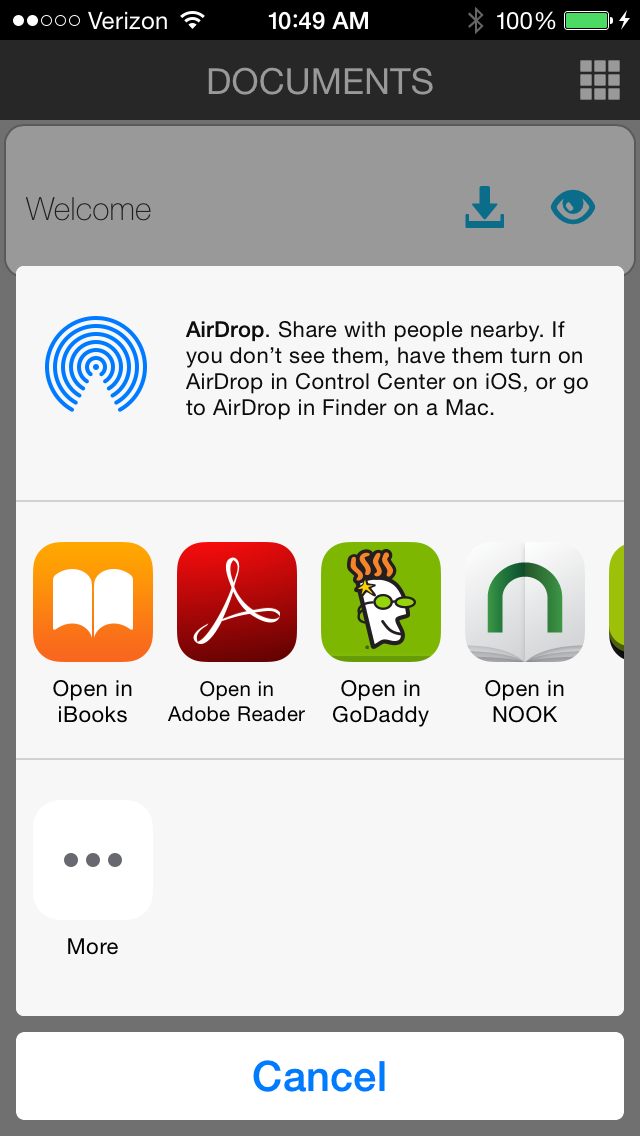 Verizon 10:49 AM 100%
DOCUMENTS
Welcome
AirDrop. Share with people nearby. If
you don’t see them, have them turn on
AirDrop in Control Center on iOS, or go
to AirDrop in Finder on a Mac.
Open in
iBooks
Open in
Adobe Reader
Open in
GoDaddy
Open in
NOOK
More
Cancel